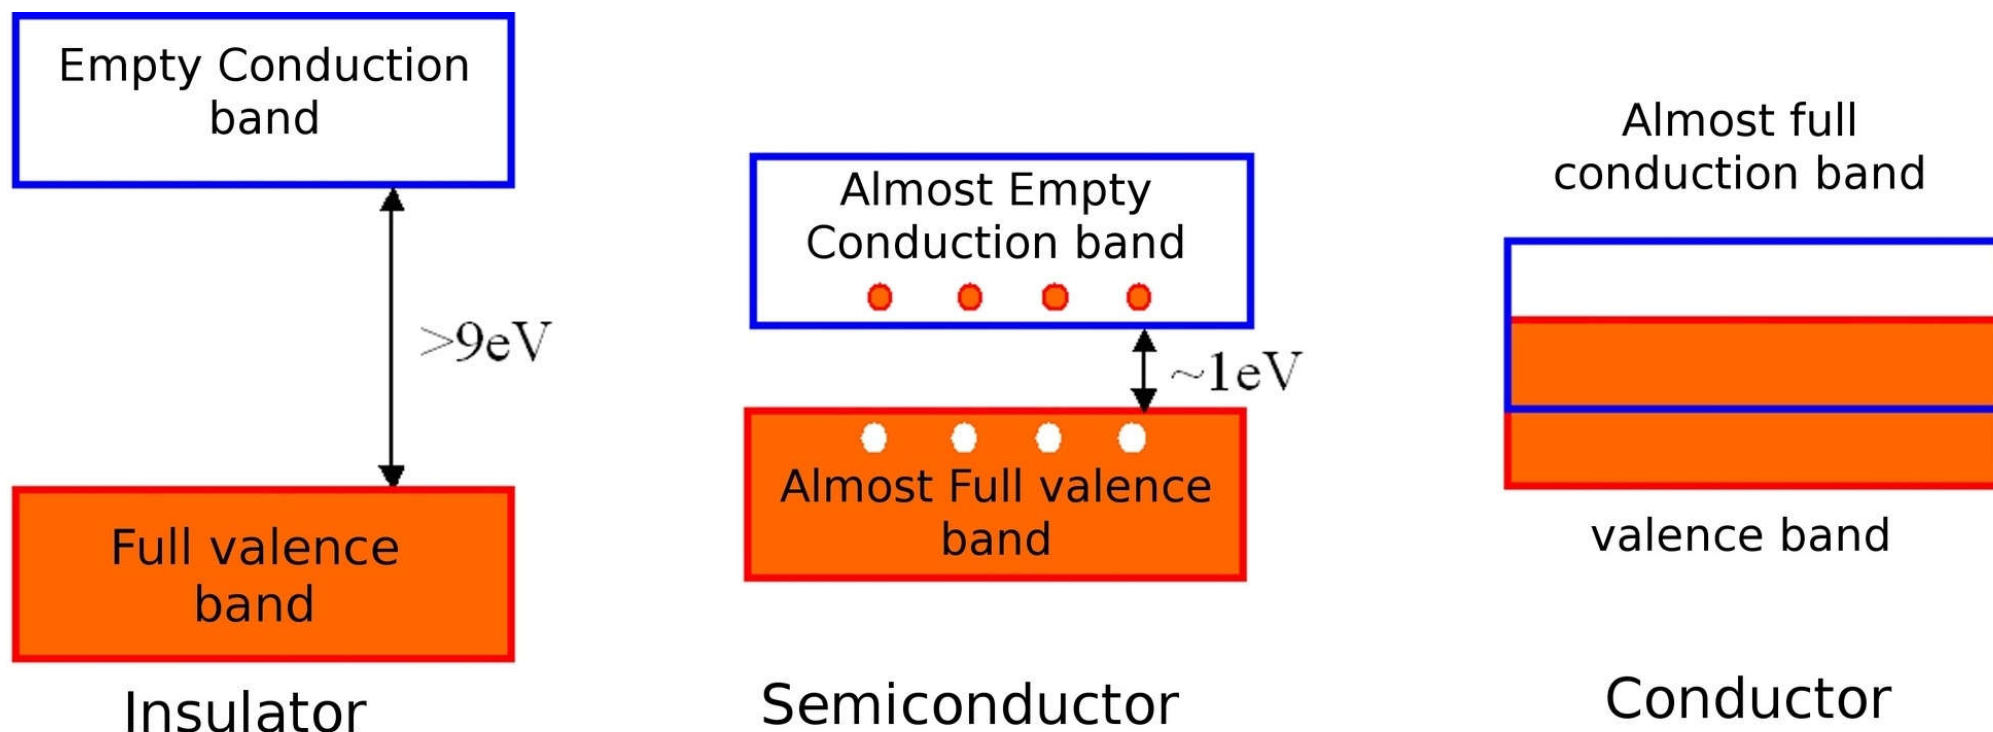 Empty Conduction
band
>9eV
Full valence
band
Insulator
Almost Empty
Conduction band
~1eV
Almost Full valence
band
Semiconductor
Almost full
conduction band
valence band
Conductor